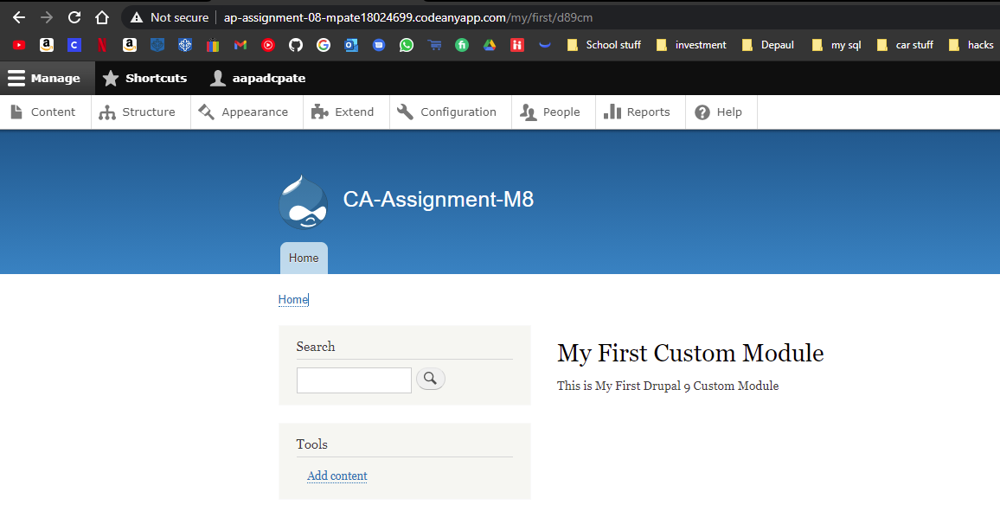 Not secure | ap-assignment-08-mpate18024699.codeanyapp.com/my/first/d89cm
School stuff investment Depaul my sql car stuff hacks
Manage Shortcuts aapadcpate
Content Structure Appearance Extend Configuration People Reports Help
CA-Assignment-M8
Home
Home
Search
My First Custom Module
This is My First Drupal 9 Custom Module
Tools
Add content